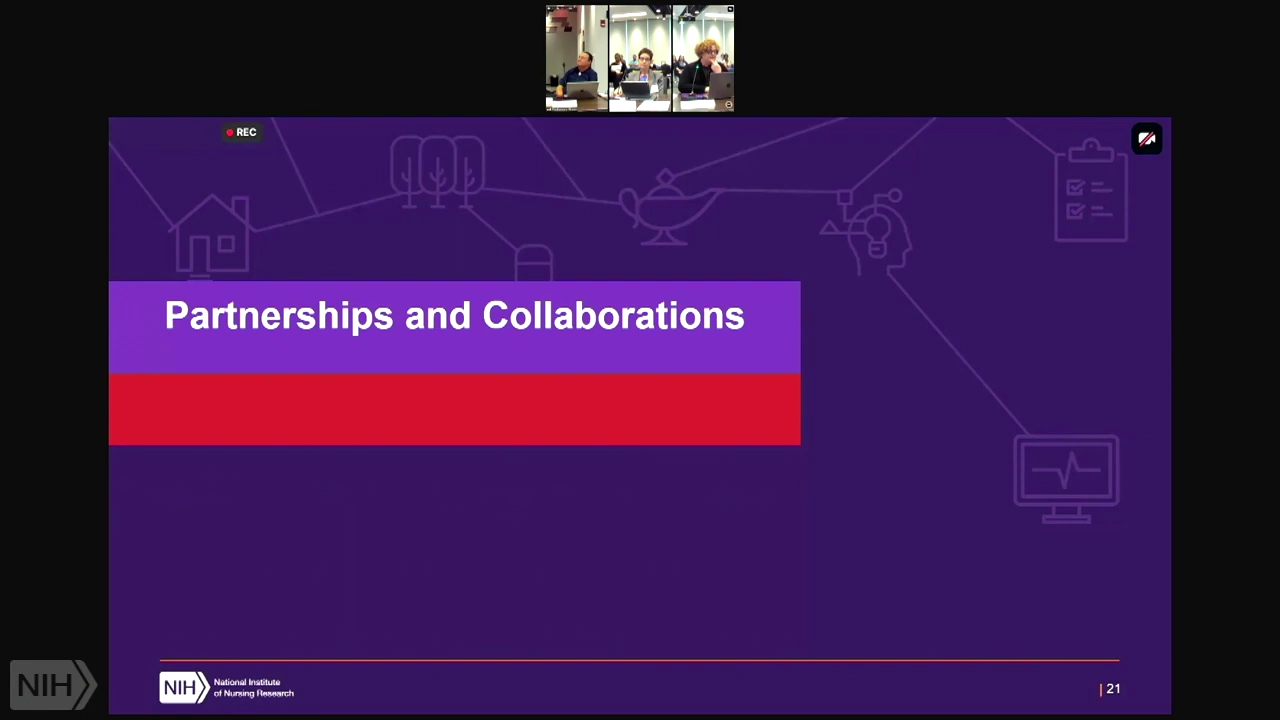 REC
Partnerships and Collaborations
NIH
National Institute
of Nursing Research
| 21
NIH